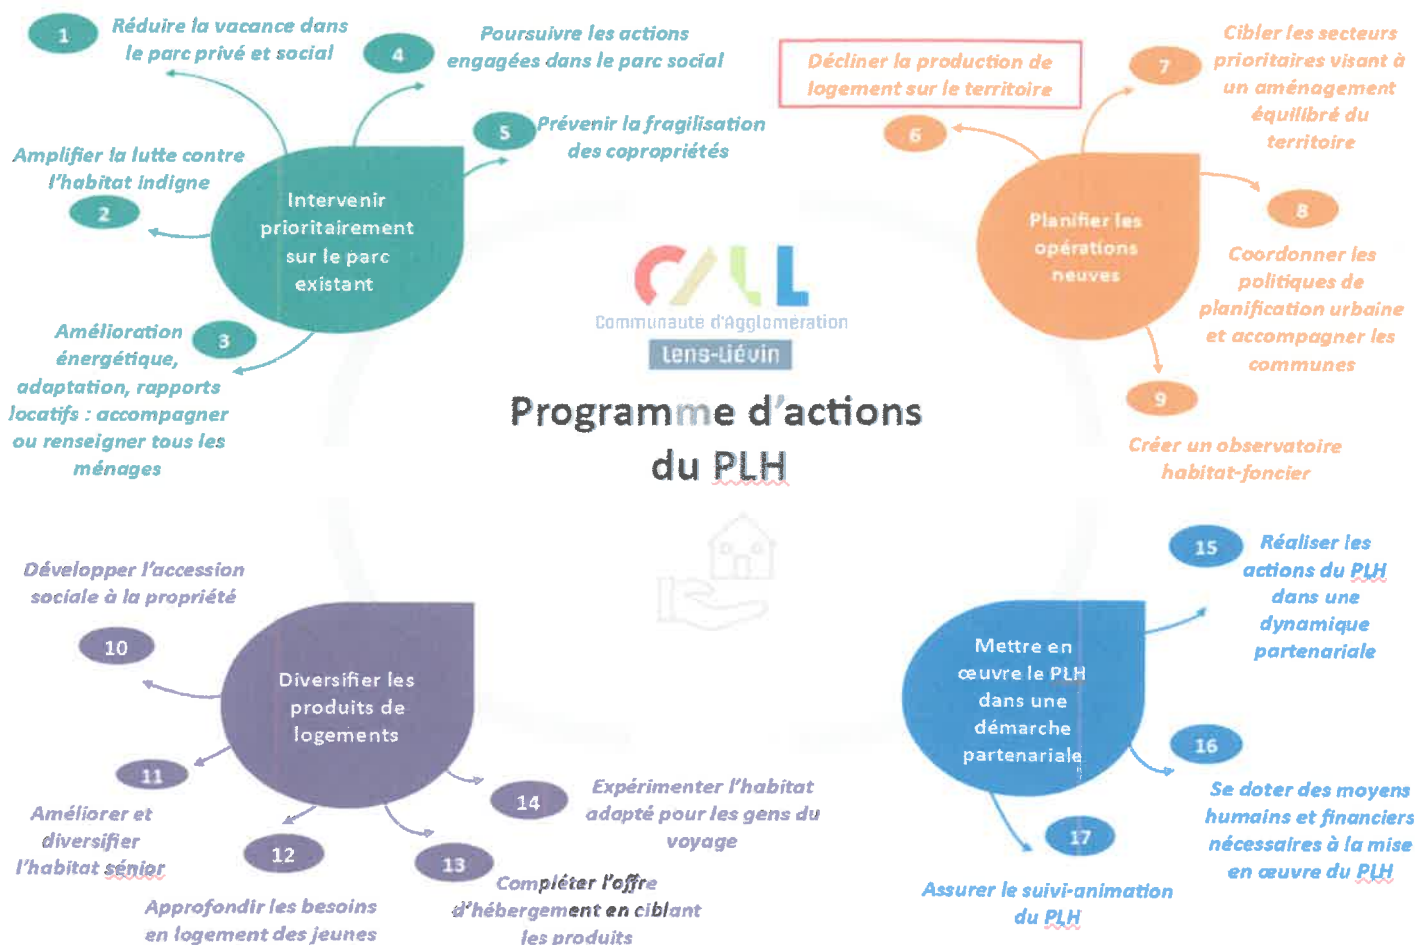 1
Réduire la vacance dans
le parc privé et social
4
Poursuivre les actions
engagées dans le parc social
5
Prévenir la fragilisation
des copropriétés
Amplifier la lutte contre
l'habitat indigne
2
Intervenir
prioritairement
sur le parc
existant
3
Amélioration
énergétique,
adaptation, rapports
locatifs : accompagner
ou renseigner tous les
ménages
Décliner la production de
logement sur le territoire
6
7
Cibler les secteurs
prioritaires visant à
un aménagement
équilibré du
territoire
Planifier les
opérations
neuves
8
Coordonner les
politiques de
planification urbaine
et accompagner les
communes
9
Créer un observatoire
habitat-foncier
CALL
Communauté d'Agglomération
Lens-Liévin
Programme d'actions
du PLH
Développer l'accession
sociale à la propriété
10
Diversifier les
produits de
logements
11
Améliorer et
diversifier
l'habitat sénior
12
Approfondir les besoins
en logement des jeunes
13
Compléter l'offre
d'hébergement en ciblant
les produits
14
Expérimenter l'habitat
adapté pour les gens du
voyage
15
Réaliser les
actions du PLH
dans une
dynamique
partenariale
Mettre en
œuvre le PLH
dans une
démarche
partenariale
16
Se doter des moyens
humains et financiers
nécessaires à la mise
en œuvre du PLH
17
Assurer le suivi-animation
du PLH